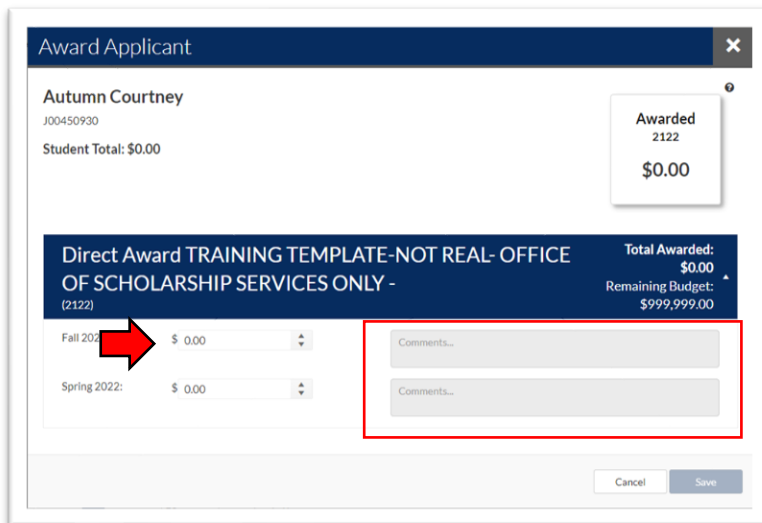 Award Applicant
Autumn Courtney
J00450930
Student Total: $0.00
Awarded
2122
$0.00
Direct Award TRAINING TEMPLATE-NOT REAL- OFFICE
OF SCHOLARSHIP SERVICES ONLY -
(2122)
Total Awarded:
$0.00
Remaining Budget:
$999,999.00
Fall 202
$ 0.00
Comments...
Spring 2022:
$ 0.00
Comments...
Cancel
Save